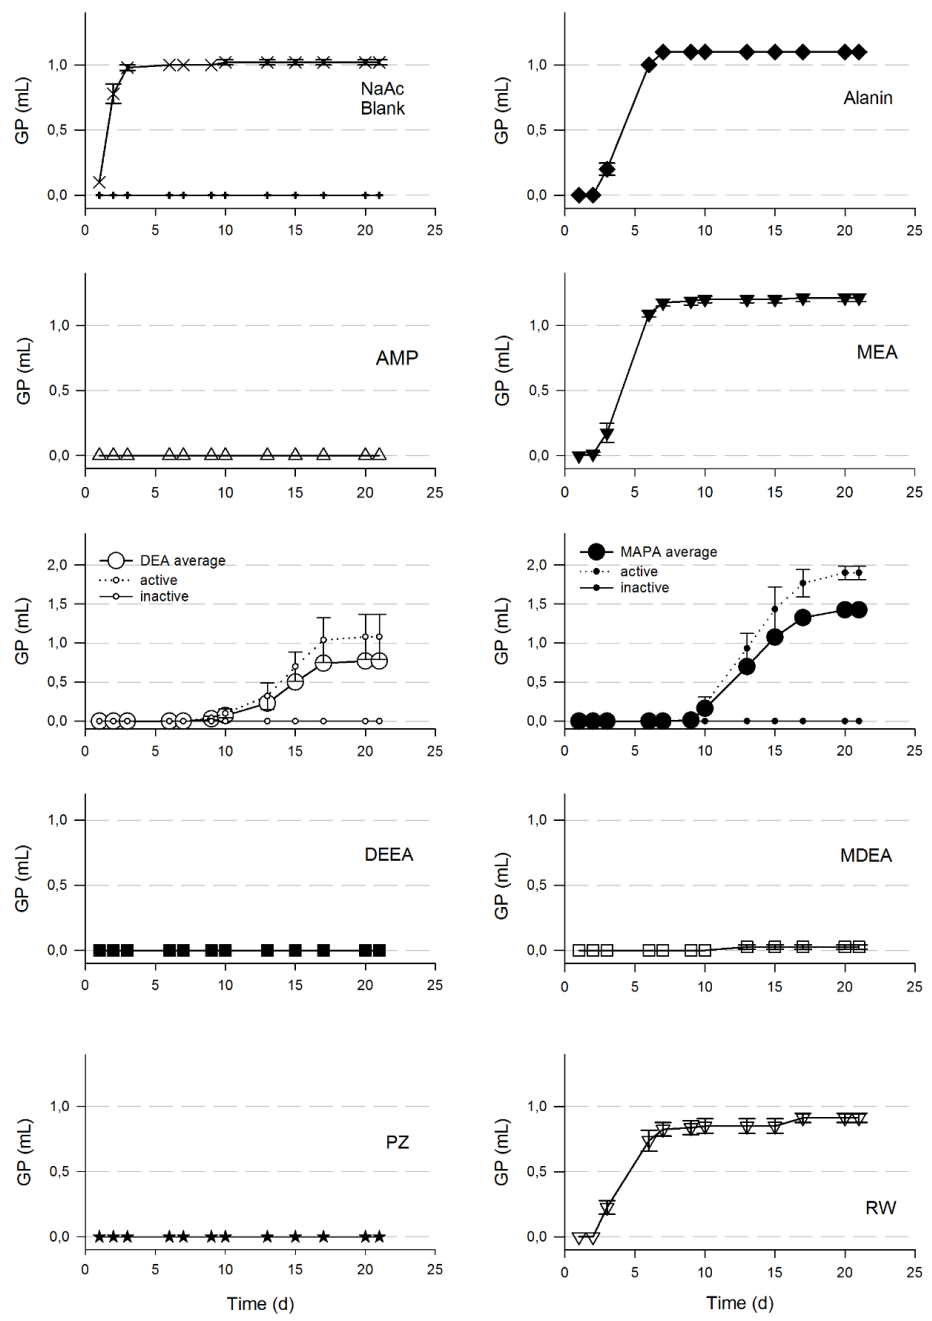 GP (mL)
1,0
0,5
0,0
NaAc
Blank
0 5 10 15 20 25
GP (mL)
1,0
0,5
0,0
Alanin
0 5 10 15 20 25
GP (mL)
1,0
0,5
0,0
AMP
0 5 10 15 20 25
GP (mL)
1,0
0,5
0,0
MEA
0 5 10 15 20 25
GP (mL)
2,0
1,5
1,0
0,5
0,0
DEA average
active
inactive
0 5 10 15 20 25
GP (mL)
2,0
1,5
1,0
0,5
0,0
MAPA average
active
inactive
0 5 10 15 20 25
GP (mL)
1,0
0,5
0,0
DEEA
0 5 10 15 20 25
GP (mL)
1,0
0,5
0,0
MDEA
0 5 10 15 20 25
GP (mL)
1,0
0,5
0,0
PZ
0 5 10 15 20 25
Time (d)
GP (mL)
1,0
0,5
0,0
RW
0 5 10 15 20 25
Time (d)